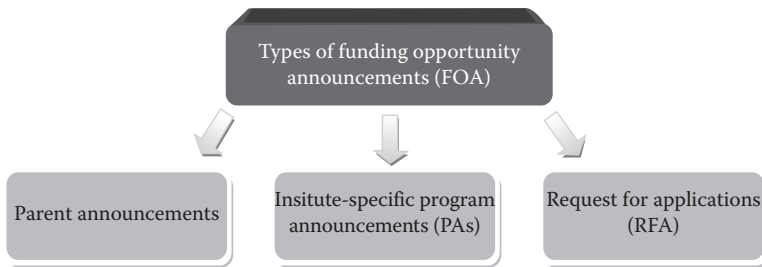 Types of funding opportunity
announcements (FOA)
Parent announcements
Insitute-specific program
announcements (PAs)
Request for applications
(RFA)